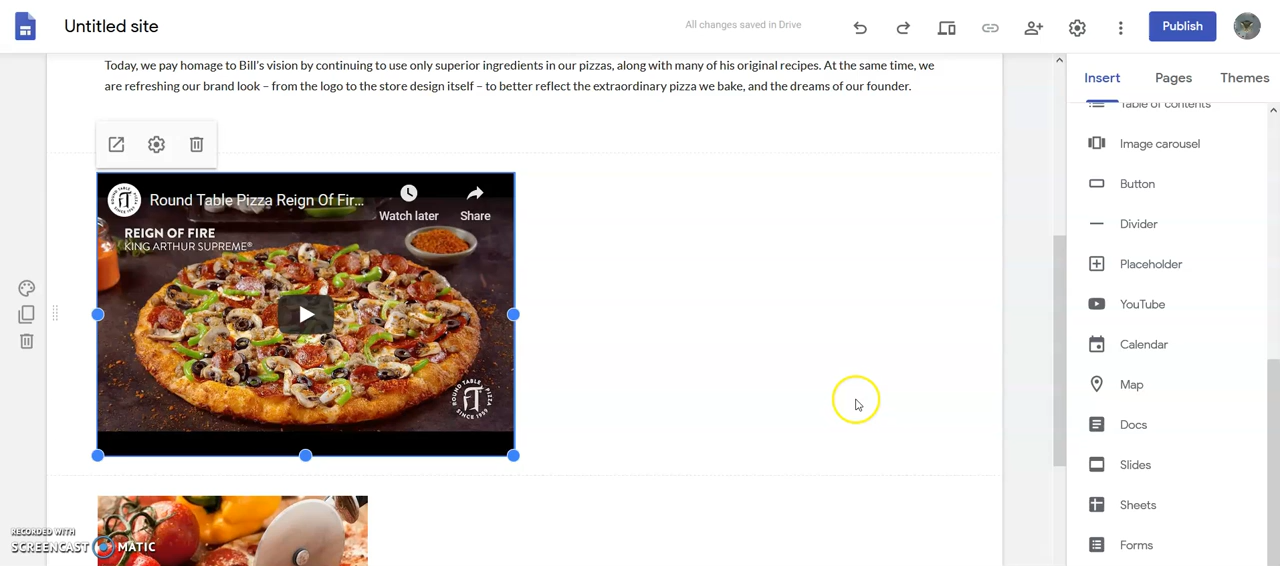 Untitled site
All changes saved in Drive
Publish
Today, we pay homage to Bill's vision by continuing to use only superior ingredients in our pizzas, along with many of his original recipes. At the same time, we
are refreshing our brand look – from the logo to the store design itself – to better reflect the extraordinary pizza we bake, and the dreams of our founder.
Insert
Pages
Themes
Table of contents
Image carousel
Button
Divider
Placeholder
YouTube
Calendar
Map
Docs
Slides
Sheets
Forms
Round Table Pizza Reign Of Fir...
Watch later
Share
REIGN OF FIRE
KING ARTHUR SUPREME®
ROUND TABLE PIZZA
SINCE 1959
RECORDED WITH
SCREENCAST MATIC